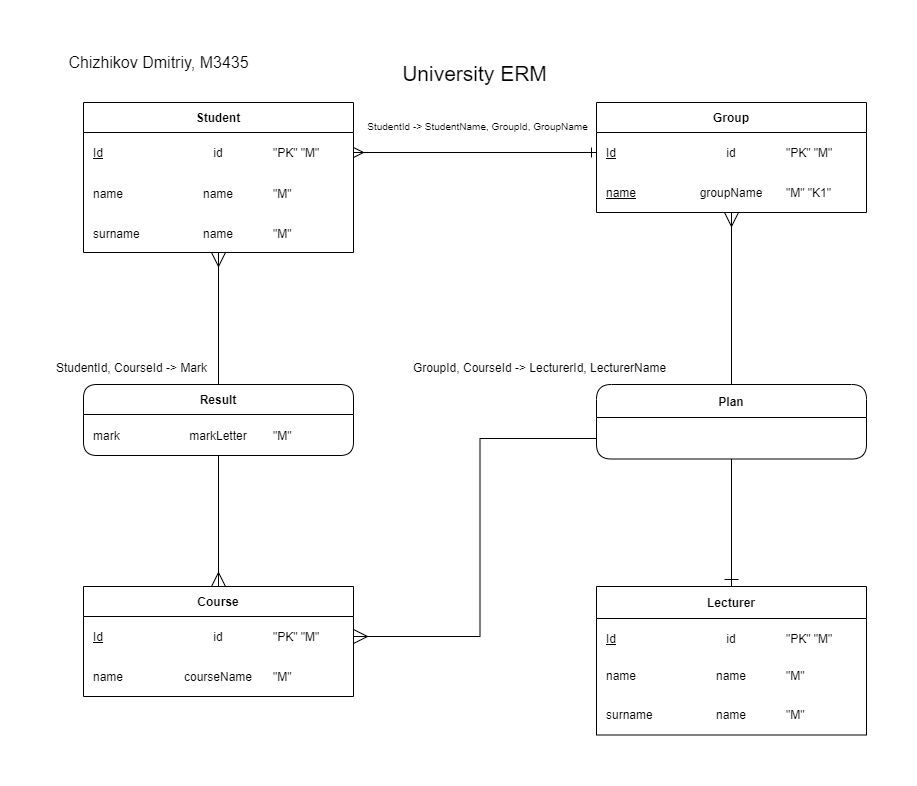 Chizhikov Dmitriy, M3435
University ERM
Student
Id id "PK" "M"
name name "M"
surname name "M"
StudentId -> StudentName, GroupId, GroupName
Group
Id id "PK" "M"
name groupName "M" "K1"
StudentId, CourseId -> Mark
Result
mark markLetter "M"
GroupId, CourseId -> LecturerId, LecturerName
Plan
Course
Id id "PK" "M"
name courseName "M"
Lecturer
Id id "PK" "M"
name name "M"
surname name "M"